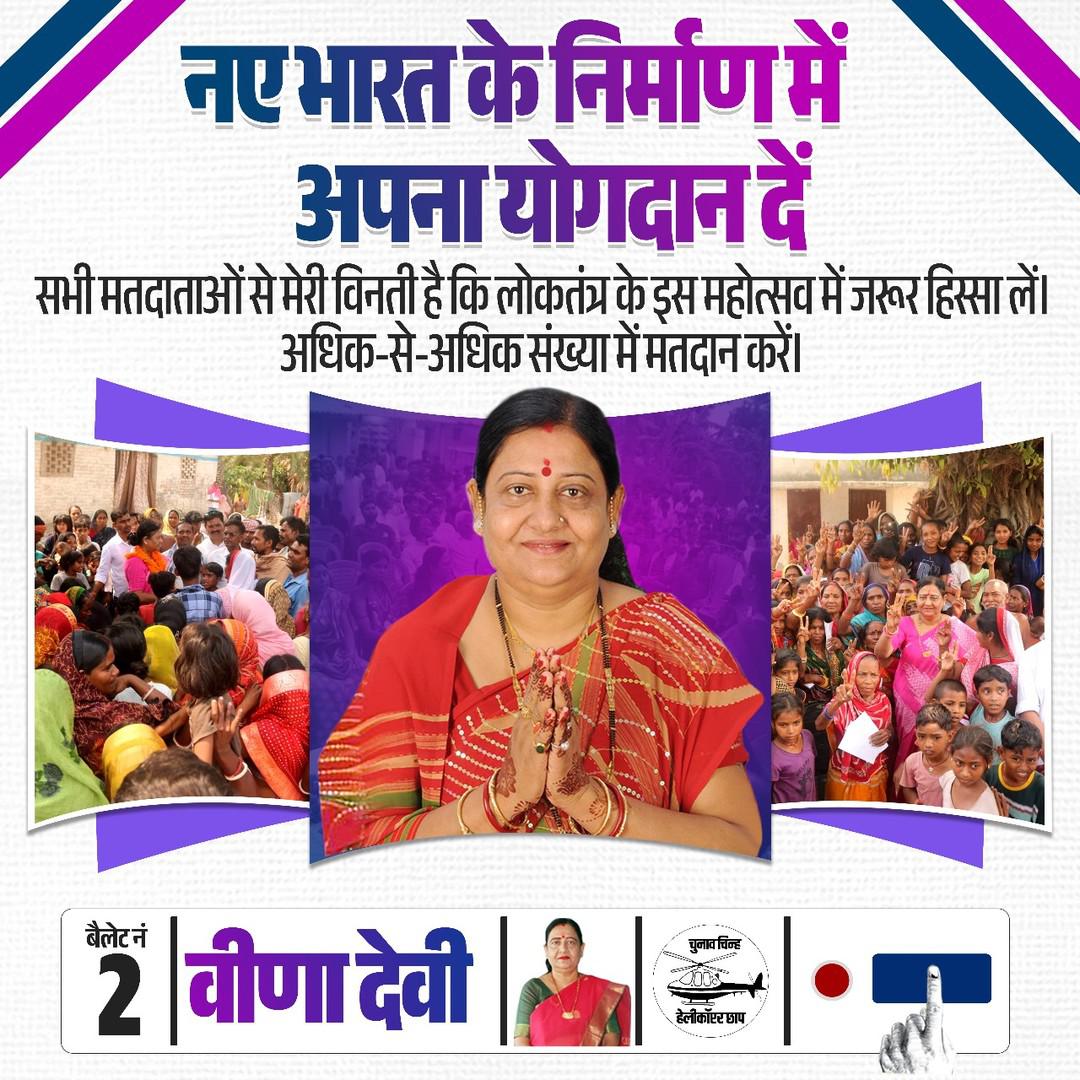 नए भारत के निर्माण में
अपना योगदान दें
सभी मतदाताओं से मेरी विनती है कि लोकतंत्र के इस महोत्सव में जरूर हिस्सा लें।
अधिक-से-अधिक संख्या में मतदान करें।
बैलेट नं
2
वीणा देवी
चुनाव चिन्ह
हेलीकॉप्टर छाप